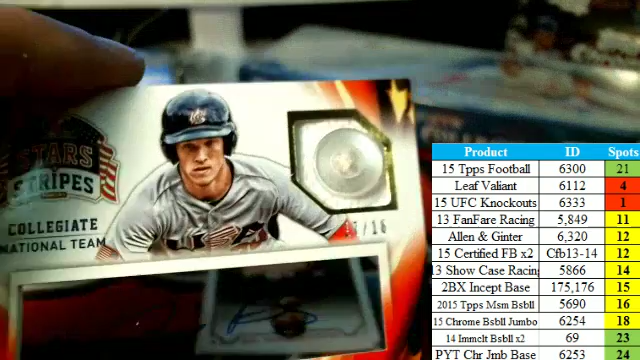 STARS
STRIPES
COLLEGIATE
NATIONAL TEAM
USA
/16
Product ID Spots
15 Tpps Football 6300 21
Leaf Valiant 6112 4
15 UFC Knockouts 6333 1
13 FanFare Racing 5,849 11
Allen & Ginter 6,320 12
15 Certified FB x2 Cfb13-14 12
13 Show Case Racing 5866 14
2BX Incept Base 175,176 15
2015 Tpps Msm Bsbll 5690 16
15 Chrome Bsbll Jumbo 6254 18
14 Immclt Bsbll x2 69 23
PYT Chr Jmb Base 6253 24